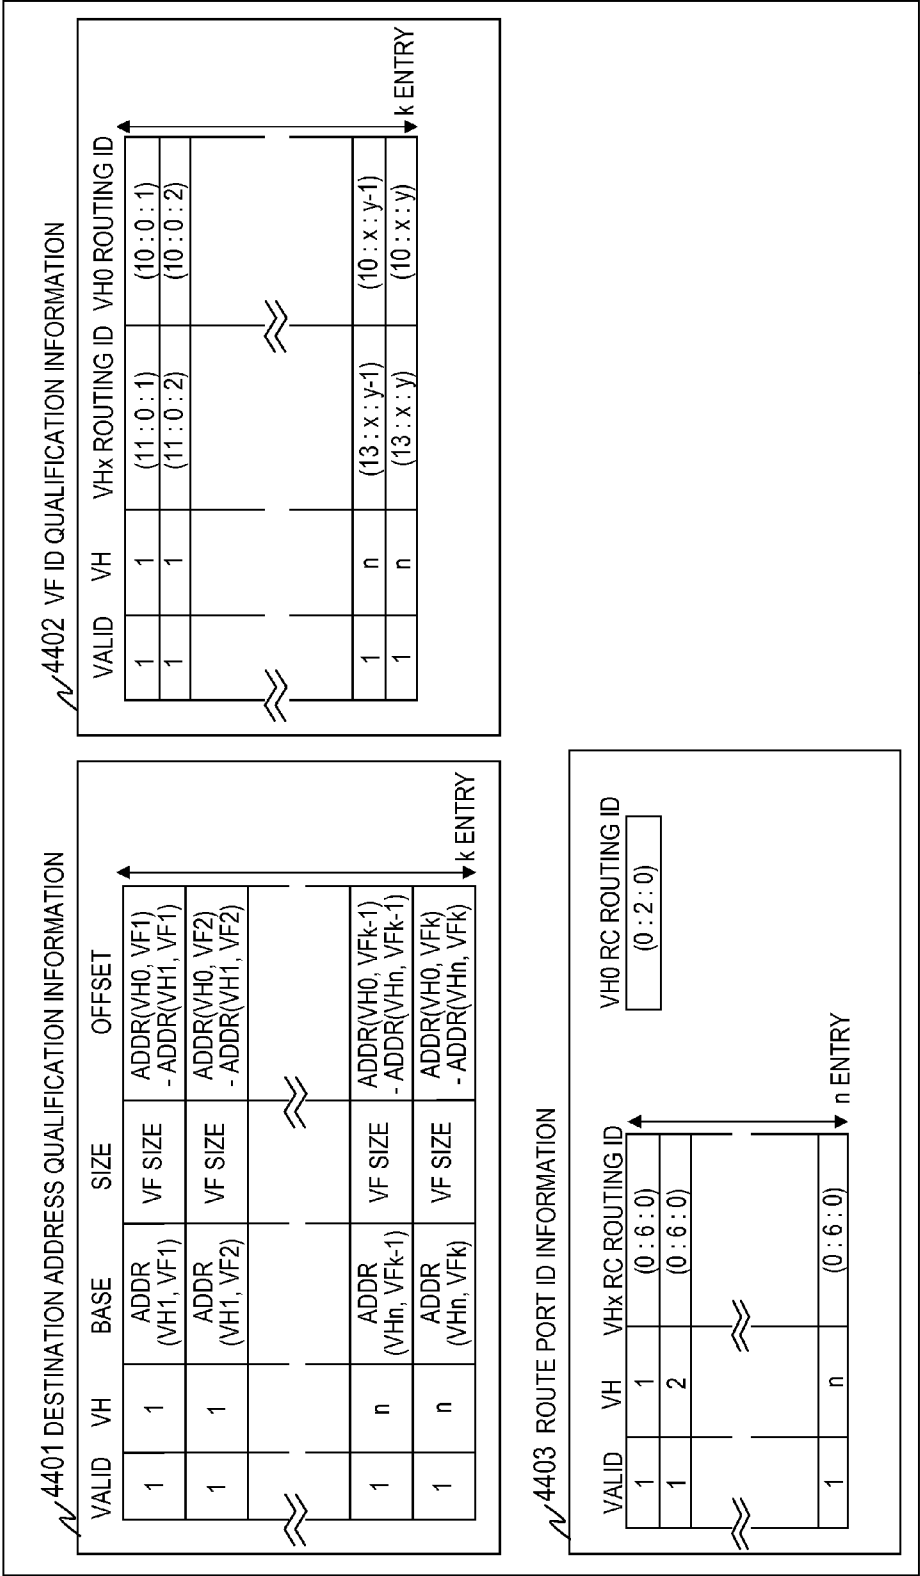 4401 DESTINATION ADDRESS QUALIFICATION INFORMATION
VALID VH BASE SIZE OFFSET
1 1 ADDR (VH1, VF1) VF SIZE ADDR(VH0, VF1) - ADDR(VH1, VF1)
1 1 ADDR (VH1, VF2) VF SIZE ADDR(VH0, VF2) - ADDR(VH1, VF2)
1 n ADDR (VHn, VFk-1) VF SIZE ADDR(VH0, VFk-1) - ADDR(VHn, VFk-1)
1 n ADDR (VHn, VFk) VF SIZE ADDR(VH0, VFk) - ADDR(VHn, VFk)
k ENTRY
4402 VF ID QUALIFICATION INFORMATION
VALID VH VHx ROUTING ID VH0 ROUTING ID
1 1 (11 : 0 : 1) (10 : 0 : 1)
1 1 (11 : 0 : 2) (10 : 0 : 2)
1 n (13 : x : y-1) (10 : x : y-1)
1 n (13 : x : y) (10 : x : y)
k ENTRY
4403 ROUTE PORT ID INFORMATION
VALID VH VHx RC ROUTING ID
1 1 (0 : 6 : 0)
1 2 (0 : 6 : 0)
1 n (0 : 6 : 0)
n ENTRY
VH0 RC ROUTING ID
(0 : 2 : 0)